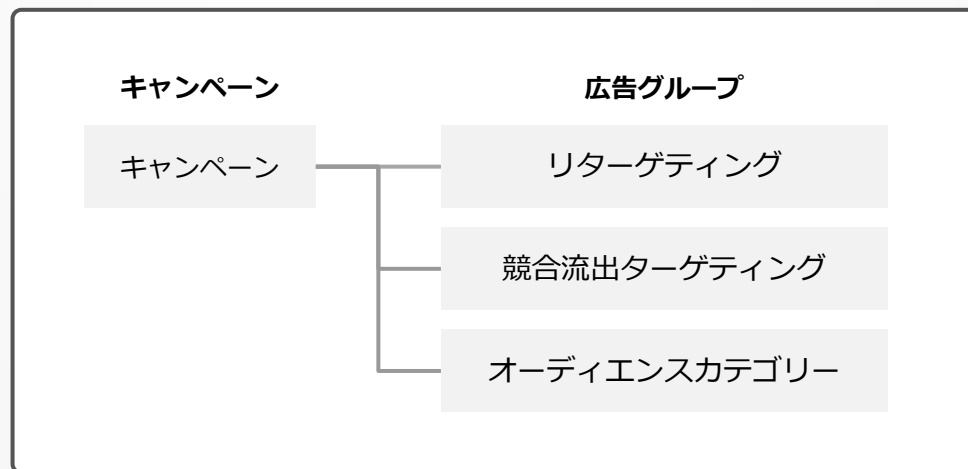 キャンペーン
広告グループ
キャンペーン
リターゲティング
競合流出ターゲティング
オーディエンスカテゴリー